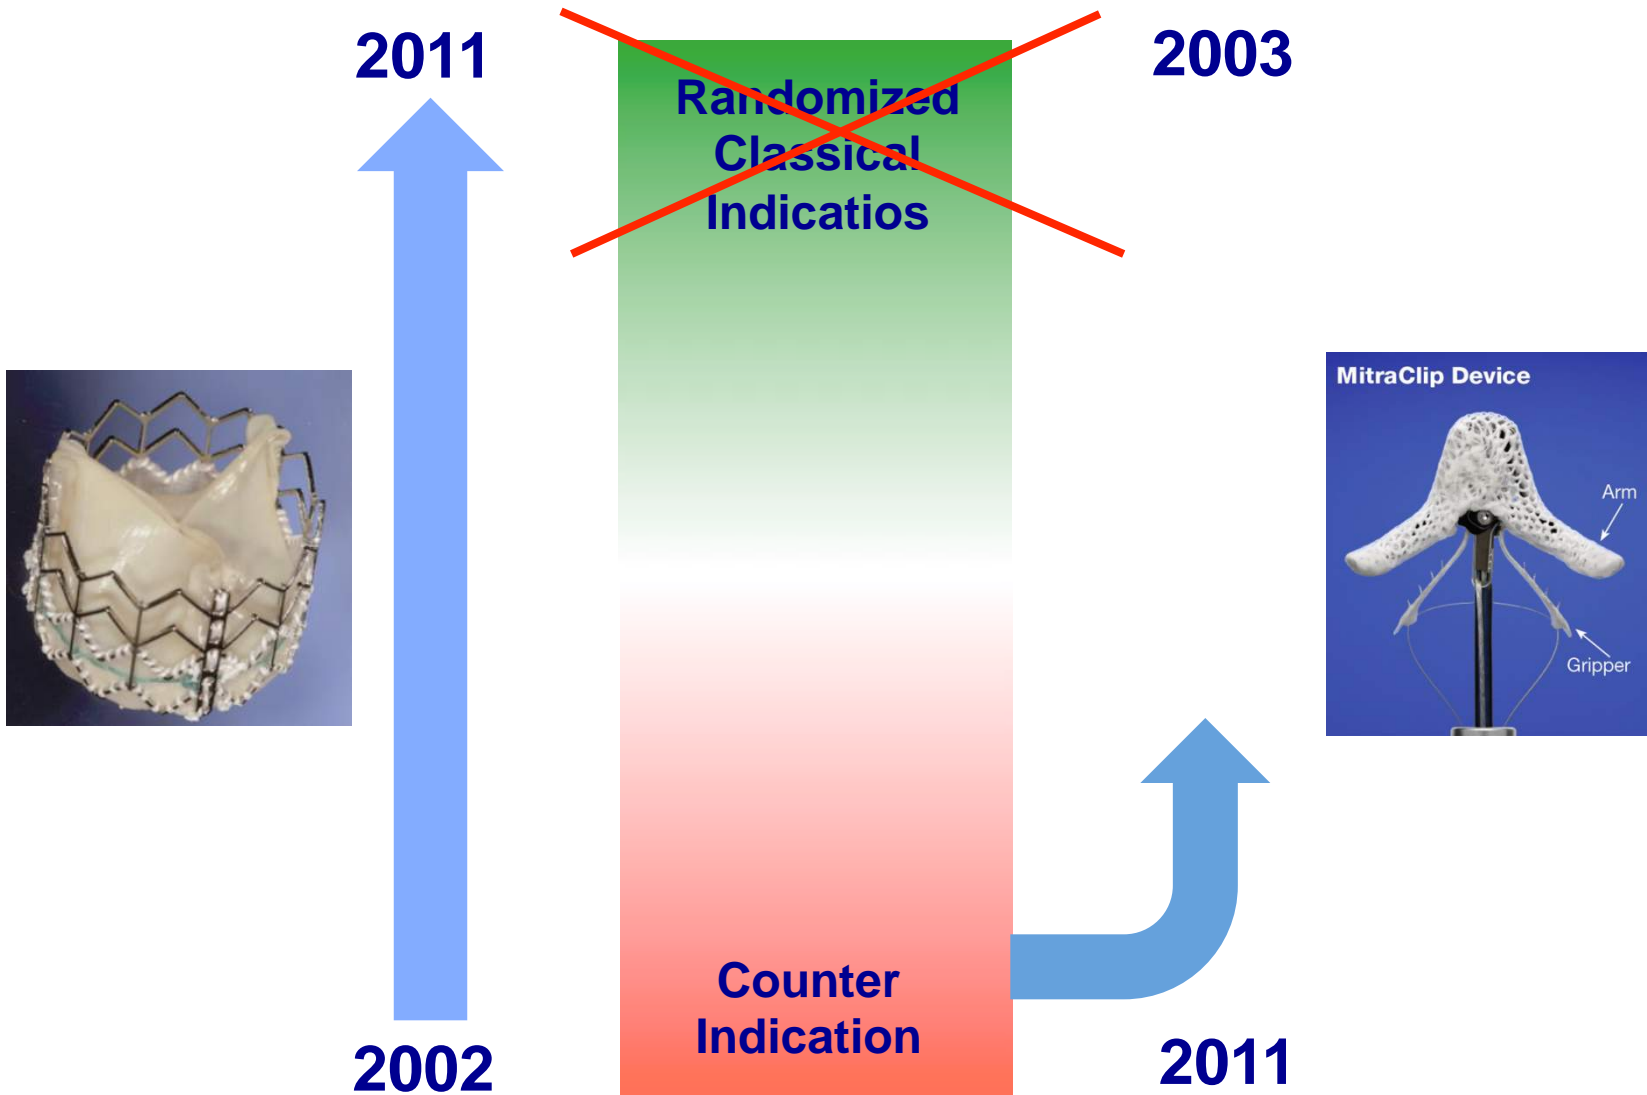 2011
2003
Randomized
Classical
Indicatios
MitraClip Device
Arm
Gripper
Counter
Indication
2002
2011